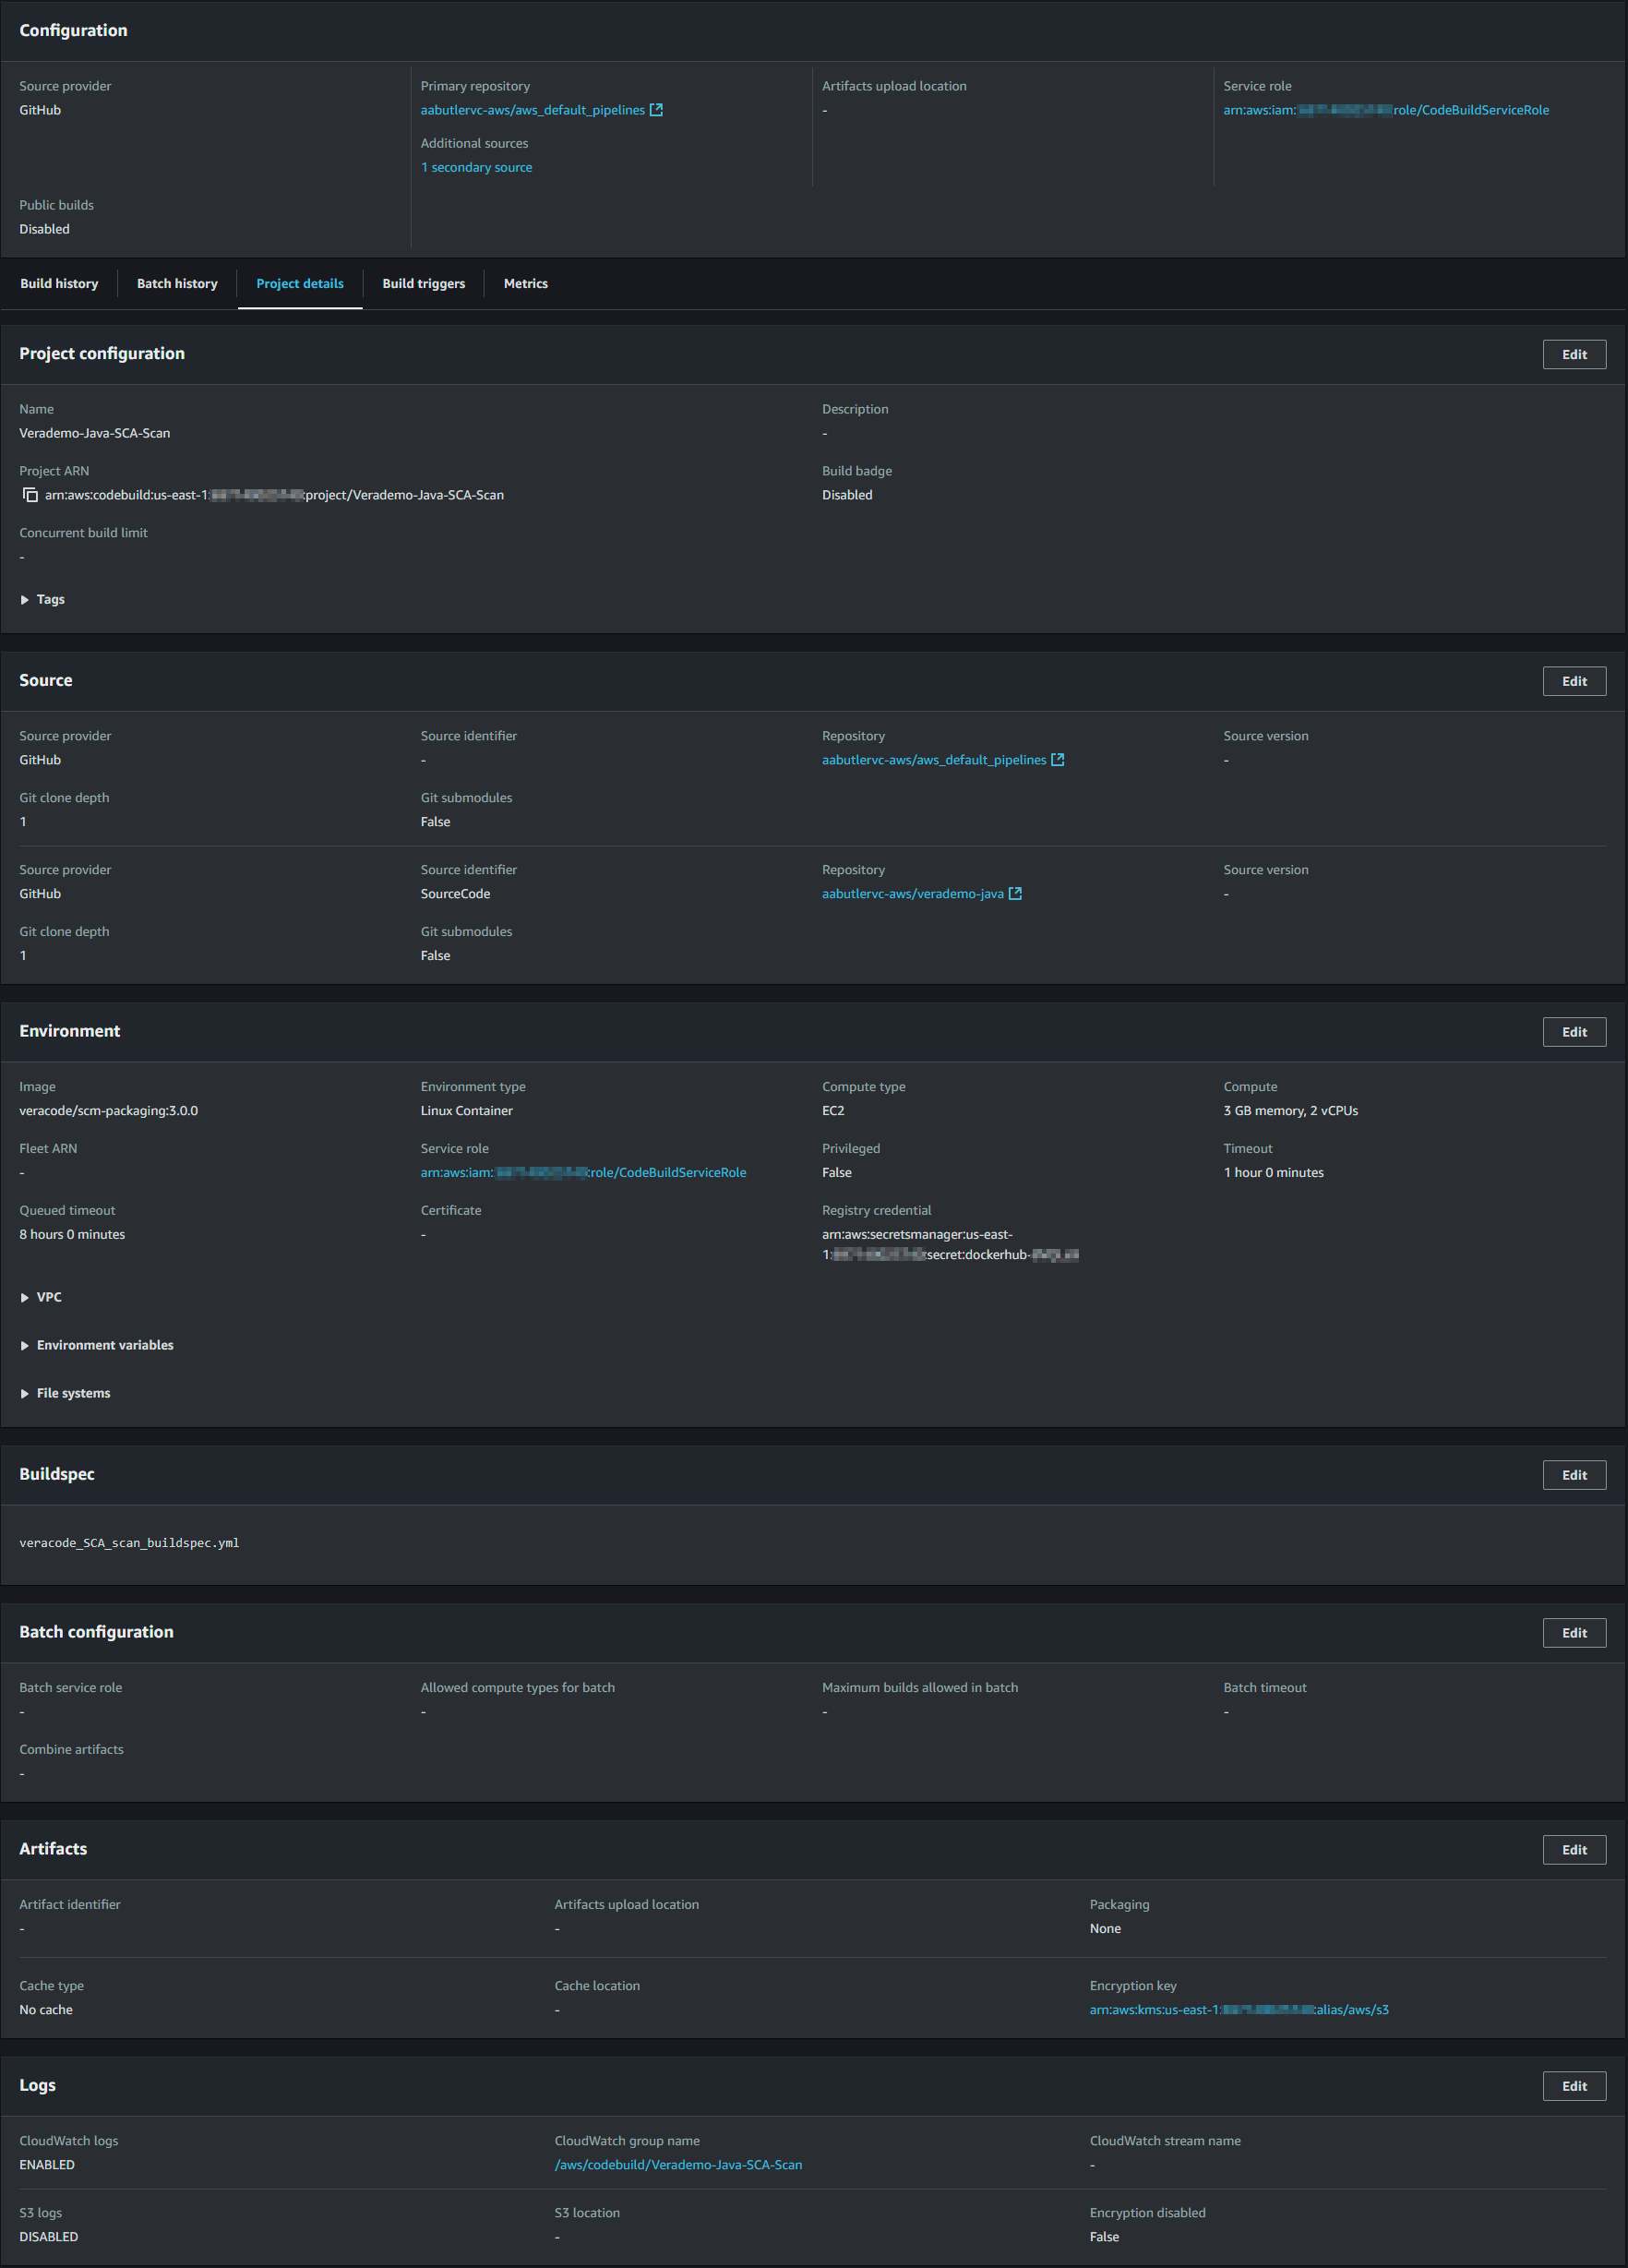 Configuration
Source provider
GitHub
Primary repository
aabutlervc-aws/aws_default_pipelines
Additional sources
1 secondary source
Artifacts upload location
-
Service role
arn:aws:iam: role/CodeBuildServiceRole
Public builds
Disabled
Build history Batch history Project details Build triggers Metrics
Project configuration Edit
Name Description
Verademo-Java-SCA-Scan -
Project ARN Build badge
arn:aws:codebuild:us-east-1: :project/Verademo-Java-SCA-Scan Disabled
Concurrent build limit
-
Tags
Source Edit
Source provider Source identifier Repository Source version
GitHub - aabutlervc-aws/aws_default_pipelines -
Git clone depth Git submodules
1 False
Source provider Source identifier Repository Source version
GitHub SourceCode aabutlervc-aws/verademo-java -
Git clone depth Git submodules
1 False
Environment Edit
Image Environment type Compute type Compute
veracode/scm-packaging:3.0.0 Linux Container EC2 3 GB memory, 2 vCPUs
Fleet ARN Service role Privileged Timeout
- arn:aws:iam: :role/CodeBuildServiceRole False 1 hour 0 minutes
Queued timeout Certificate Registry credential
8 hours 0 minutes - arn:aws:secretsmanager:us-east-
1: :secret:dockerhub-
VPC
Environment variables
File systems
Buildspec Edit
veracode_SCA_scan_buildspec.yml
Batch configuration Edit
Batch service role Allowed compute types for batch Maximum builds allowed in batch Batch timeout
- - - -
Combine artifacts
-
Artifacts Edit
Artifact identifier Artifacts upload location Packaging
- - None
Cache type Cache location Encryption key
No cache - arn:aws:kms:us-east-1: :alias/aws/s3
Logs Edit
CloudWatch logs CloudWatch group name CloudWatch stream name
ENABLED /aws/codebuild/Verademo-Java-SCA-Scan -
S3 logs S3 location Encryption disabled
DISABLED - False